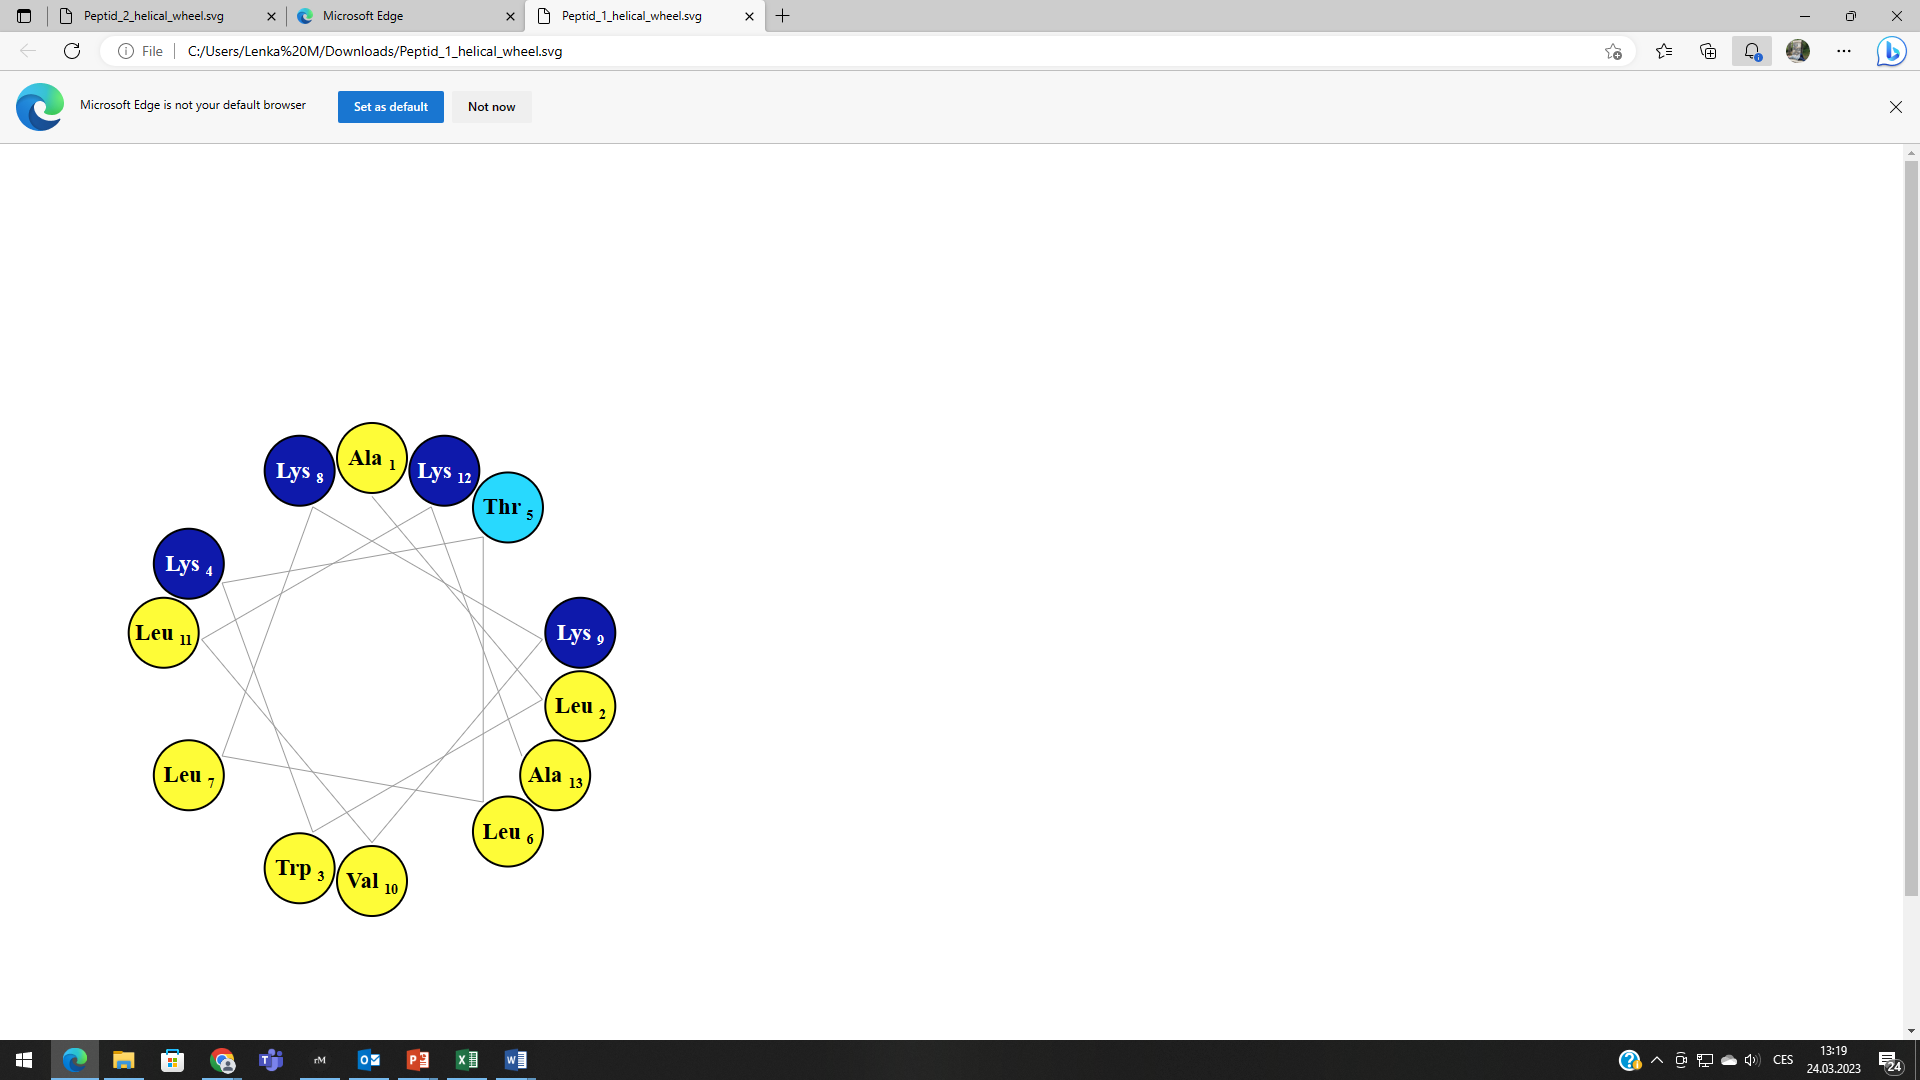 Peptid_2_helical_wheel.svg
Microsoft Edge
Peptid_1_helical_wheel.svg
File
C:/Users/Lenka%20M/Downloads/Peptid_1_helical_wheel.svg
Microsoft Edge is not your default browser
Set as default
Not now
Lys 8
Ala 1
Lys 12
Thr 5
Lys 4
Leu 11
Lys 9
Leu 2
Leu 7
Ala 13
Leu 6
Trp 3
Val 10
rM
CES
13:19
24.03.2023
24